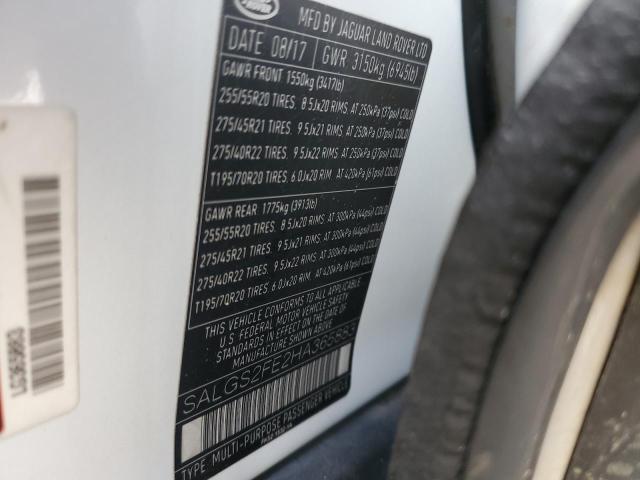 ROVER
MFD BY JAGUAR LAND ROVER LTD
DATE 08/17 GWR 3150kg (6945lb)
GAWR FRONT 1550kg (3417lb)
255/55R20 TIRES. 8.5Jx20 RIMS. AT 250kPa (37psi) COLD
275/45R21 TIRES. 9.5Jx21 RIMS. AT 250kPa (37psi) COLD
275/40R22 TIRES. 9.5Jx22 RIMS. AT 250kPa (37psi) COLD
T195/70R20 TIRES. 6.0Jx20 RIM. AT 420kPa (61psi) COLD
GAWR REAR 1775kg (3913lb)
255/55R20 TIRES. 8.5Jx20 RIMS. AT 300kPa (44psi) COLD
275/45R21 TIRES. 9.5Jx21 RIMS. AT 300kPa (44psi) COLD
275/40R22 TIRES. 9.5Jx22 RIMS. AT 300kPa (44psi) COLD
T195/70R20 TIRES. 6.0Jx20 RIM. AT 420kPa (61psi) COLD
THIS VEHICLE CONFORMS TO ALL APPLICABLE
U.S. FEDERAL MOTOR VEHICLE SAFETY
STANDARDS IN EFFECT ON THE DATE OF
MANUFACTURE SHOWN ABOVE.
SALGS2FE2HA365883
TYPE: MULTI-PURPOSE PASSENGER VEHICLE